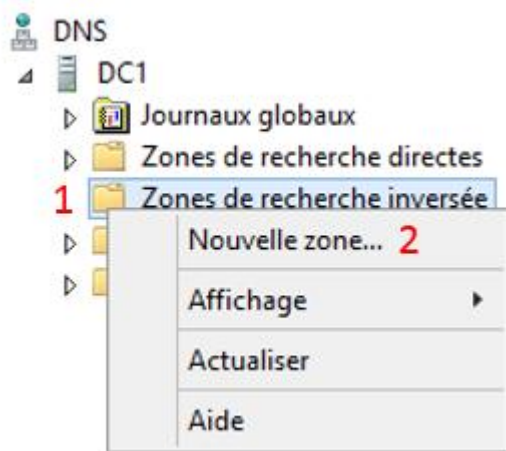 DNS
DC1
Journaux globaux
Zones de recherche directes
1 Zones de recherche inversée
Nouvelle zone... 2
Affichage
Actualiser
Aide